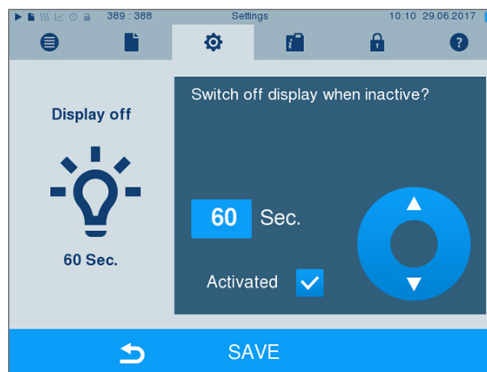 389 : 388 Settings 10:10 29.06.2017
Display off
60 Sec.
Switch off display when inactive?
60 Sec.
Activated
SAVE